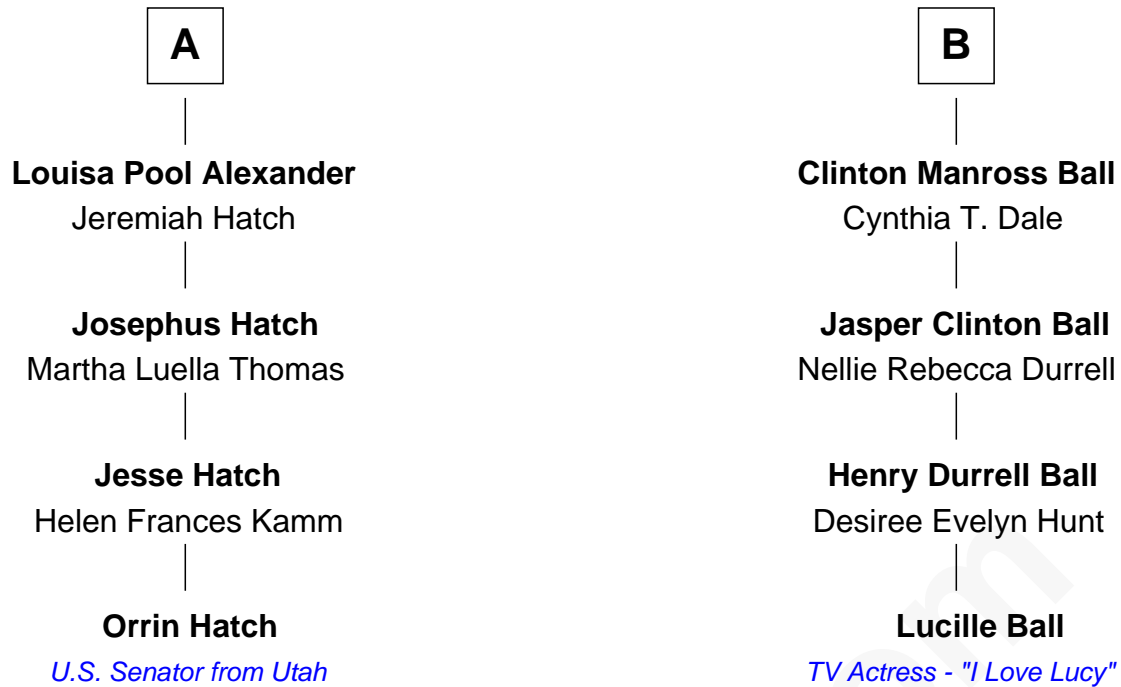 A
B
Louisa Pool Alexander
Jeremiah Hatch
Clinton Manross Ball
Cynthia T. Dale
Josephus Hatch
Martha Luella Thomas
Jasper Clinton Ball
Nellie Rebecca Durrell
Jesse Hatch
Helen Frances Kamm
Henry Durrell Ball
Desiree Evelyn Hunt
Orrin Hatch
U.S. Senator from Utah
Lucille Ball
TV Actress - "I Love Lucy"